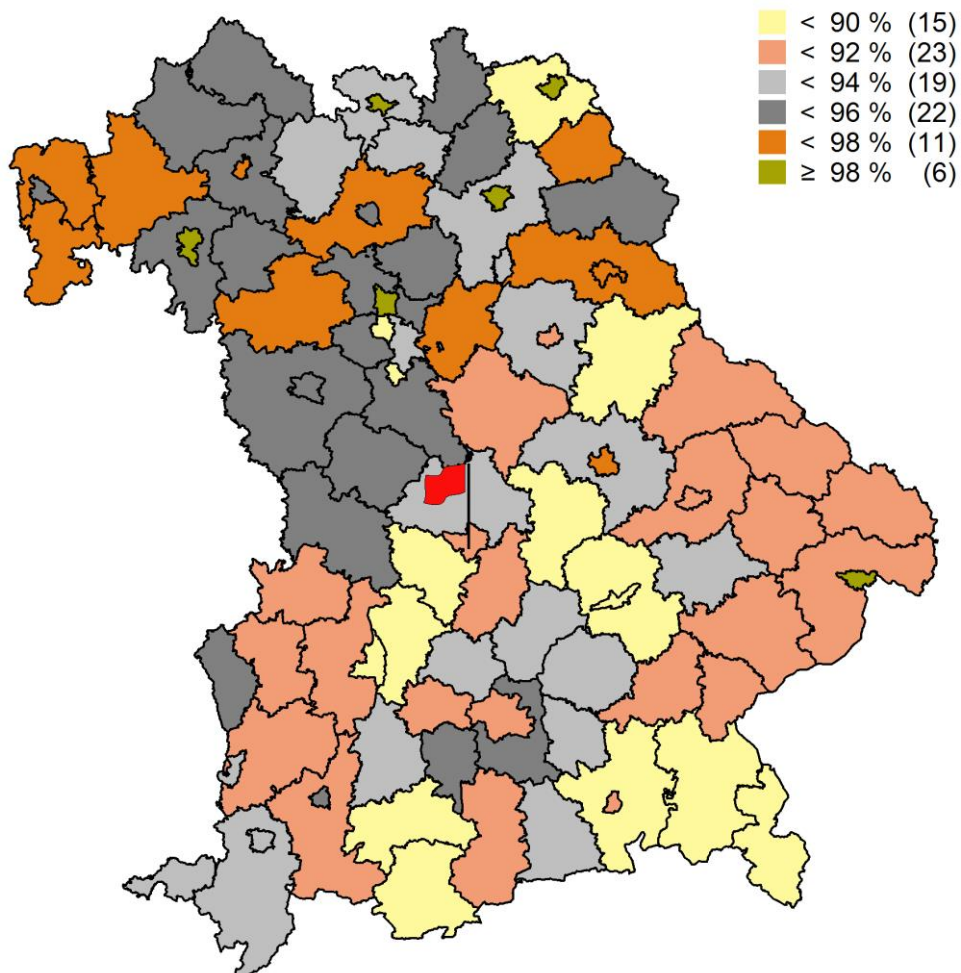 < 90 % (15)
< 92 % (23)
< 94 % (19)
< 96 % (22)
< 98 % (11)
≥ 98 % (6)